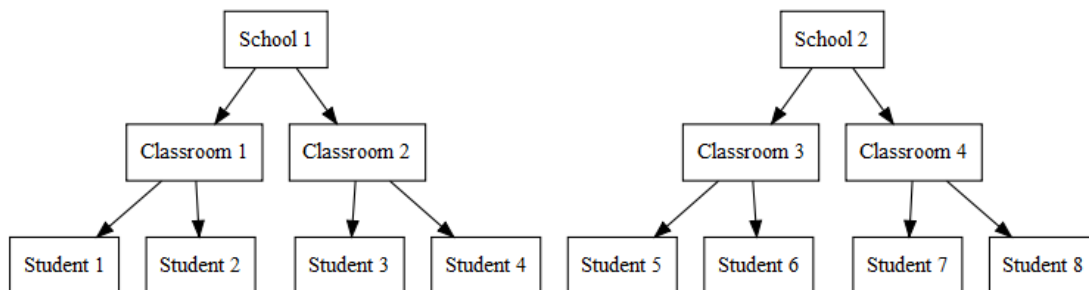 School 1
School 2
Classroom 1
Classroom 2
Classroom 3
Classroom 4
Student 1
Student 2
Student 3
Student 4
Student 5
Student 6
Student 7
Student 8